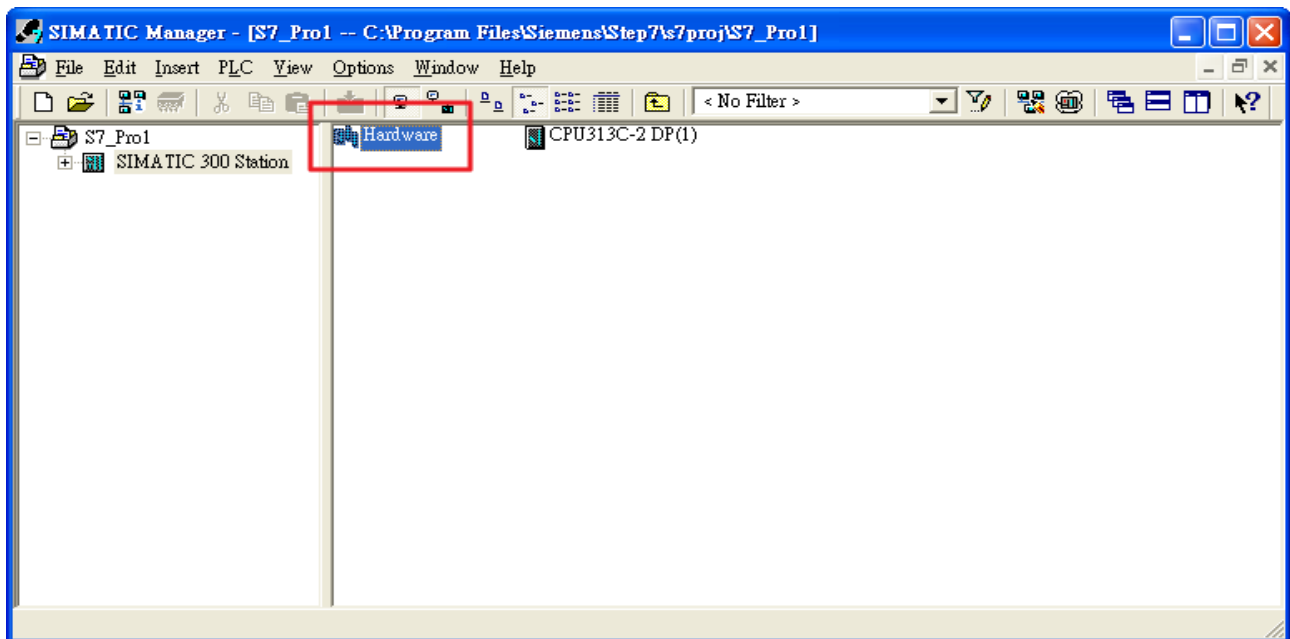 SIMATIC Manager - [S7_Pro1 -- C:\Program Files\Siemens\Step7\s7proj\S7_Pro1]
File Edit Insert PLC View Options Window Help
< No Filter >
S7_Pro1
SIMATIC 300 Station
Hardware
CPU313C-2 DP(1)